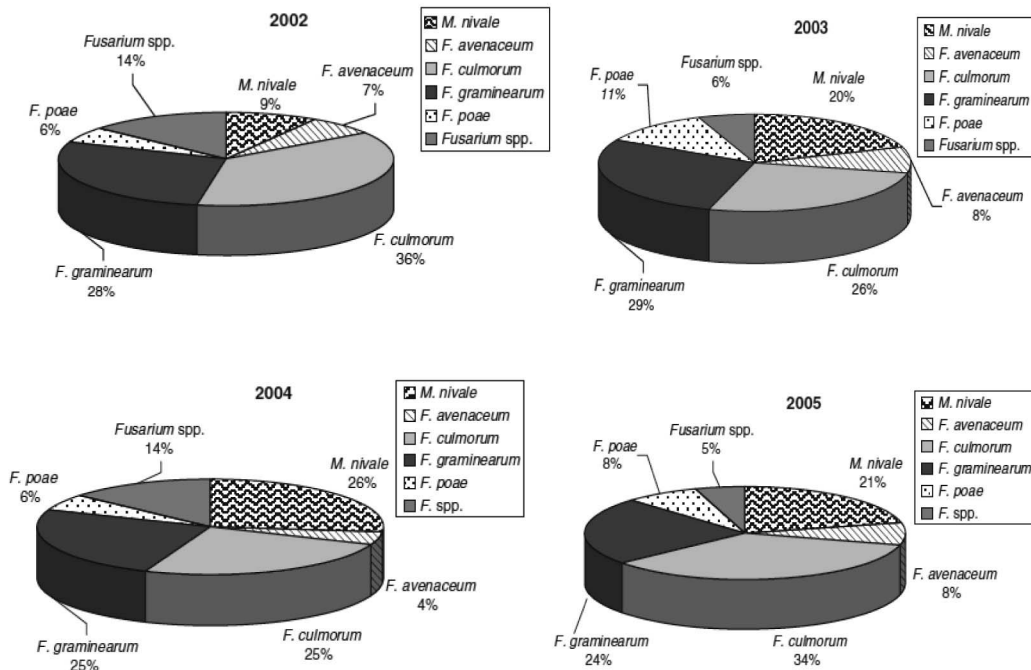 2002
Fusarium spp.
14%
M. nivale
9%
F. avenaceum
7%
F. poae
6%
F. graminearum
28%
F. culmorum
36%
M. nivale
F. avenaceum
F. culmorum
F. graminearum
F. poae
Fusarium spp.
2003
F. poae
11%
Fusarium spp.
6%
M. nivale
20%
F. avenaceum
8%
F. graminearum
29%
F. culmorum
26%
M. nivale
F. avenaceum
F. culmorum
F. graminearum
F. poae
Fusarium spp.
2004
Fusarium spp.
14%
F. poae
6%
M. nivale
26%
F. avenaceum
4%
F. graminearum
25%
F. culmorum
25%
M. nivale
F. avenaceum
F. culmorum
F. graminearum
F. poae
F. spp.
2005
F. poae
8%
Fusarium spp.
5%
M. nivale
21%
F. avenaceum
8%
F. graminearum
24%
F. culmorum
34%
M. nivale
F. avenaceum
F. culmorum
F. graminearum
F. poae
F. spp.